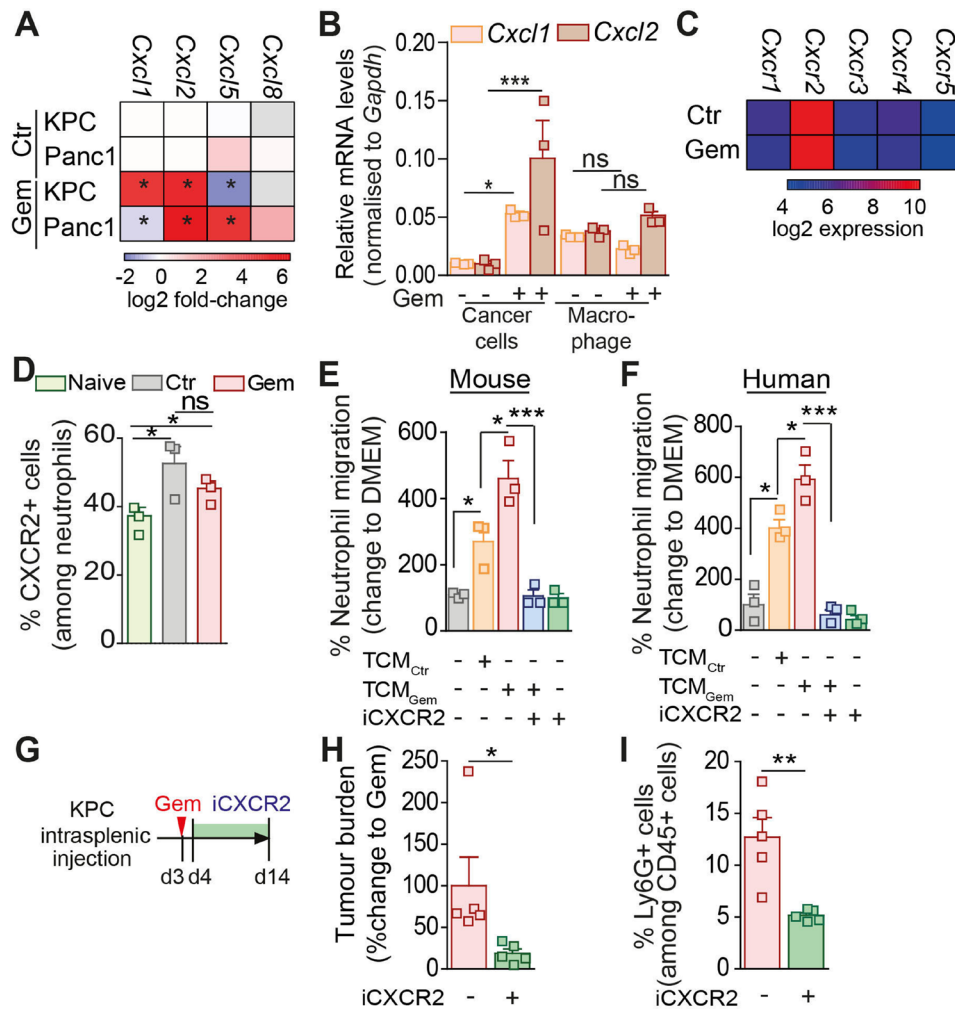 A
Cxcl1 Cxcl2 Cxcl5 Cxcl8
Ctr
KPC
Panc1
Gem
KPC * * *
Panc1 * * *
-2 0 2 4 6
log2 fold-change
B
Cxcl1 Cxcl2
Relative mRNA levels
(normalised to Gapdh)
0.20
0.15
0.10
0.05
0.00
***
*
ns
ns
Gem - - + + - - + +
Cancer
cells
Macro-
phage
C
Cxcr1 Cxcr2 Cxcr3 Cxcr4 Cxcr5
Ctr
Gem
4 6 8 10
log2 expression
D
Naive Ctr Gem
% CXCR2+ cells
(among neutrophils)
60
40
20
0
ns
*
*
E
Mouse
% Neutrophil migration
(change to DMEM)
600
400
200
0
* ***
*
TCMCtr - + - - -
TCMGem - - + + -
iCXCR2 - - - + +
F
Human
% Neutrophil migration
(change to DMEM)
800
600
400
200
0
***
*
*
TCMCtr - + - - -
TCMGem - - + + -
iCXCR2 - - - + +
G
KPC
intrasplenic
injection
Gem iCXCR2
d3 d4 d14
H
Tumour burden
(%change to Gem)
250
200
150
100
50
0
*
iCXCR2 - +
I
% Ly6G+ cells
(among CD45+ cells)
20
15
10
5
0
**
iCXCR2 - +